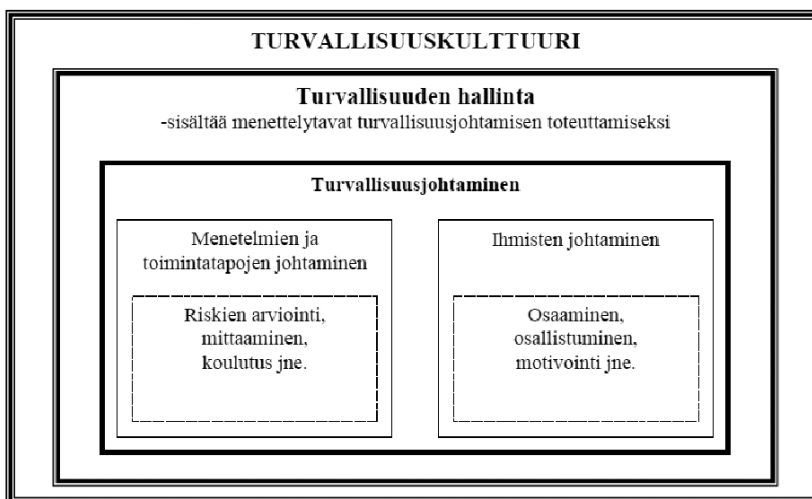 TURVALLISUUSKULTTUURI
Turvallisuuden hallinta
-sisältää menettelytavat turvallisuusjohtamisen toteuttamiseksi
Turvallisuusjohtaminen
Menetelmien ja
toimintatapojen johtaminen
Riskien arviointi,
mittaaminen,
koulutus jne.
Ihmisten johtaminen
Osaaminen,
osallistuminen,
motivointi jne.